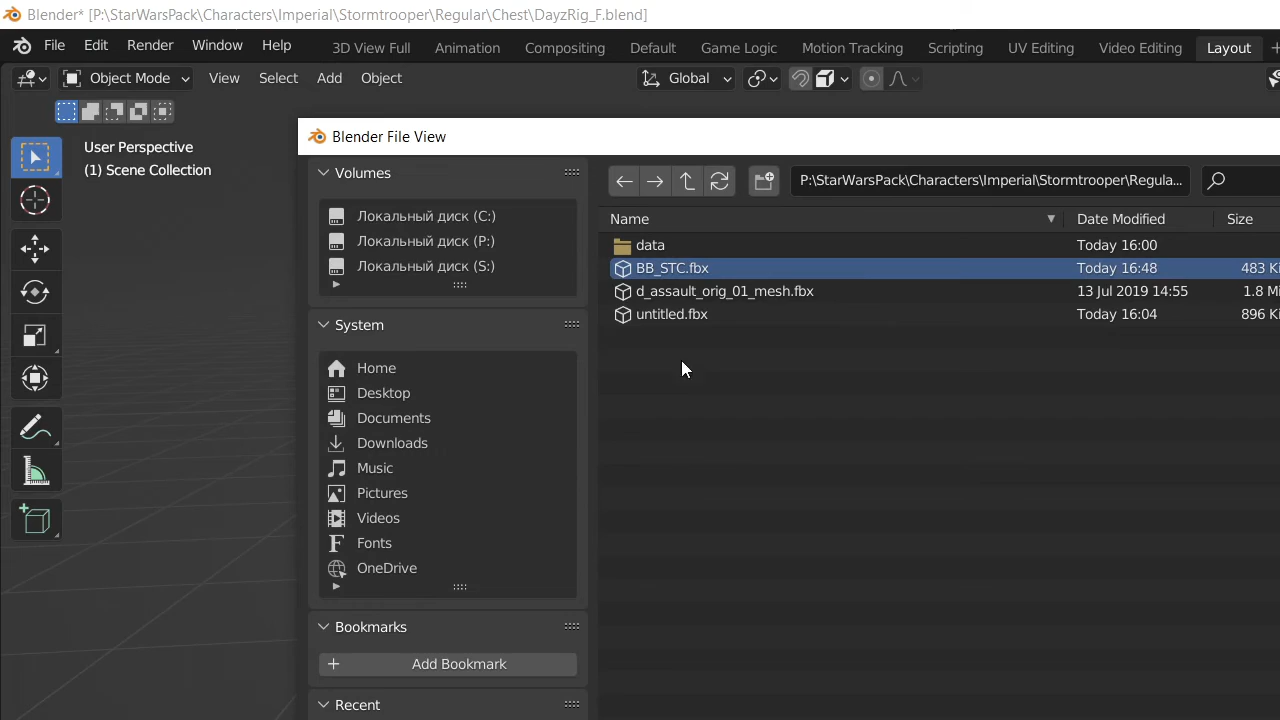 Blender* [P:\StarWarsPack\Characters\Imperial\Stormtrooper\Regular\Chest\DayzRig_F.blend]
File Edit Render Window Help 3D View Full Animation Compositing Default Game Logic Motion Tracking Scripting UV Editing Video Editing Layout
Object Mode View Select Add Object Global
User Perspective
(1) Scene Collection
Blender File View
Volumes
Локальный диск (C:)
Локальный диск (P:)
Локальный диск (S:)
System
Home
Desktop
Documents
Downloads
Music
Pictures
Videos
Fonts
OneDrive
Bookmarks
Add Bookmark
Recent
P:\StarWarsPack\Characters\Imperial\Stormtrooper\Regula...
Name Date Modified Size
data Today 16:00
BB_STC.fbx Today 16:48 483 Ki
d_assault_orig_01_mesh.fbx 13 Jul 2019 14:55 1.8 Mi
untitled.fbx Today 16:04 896 Ki